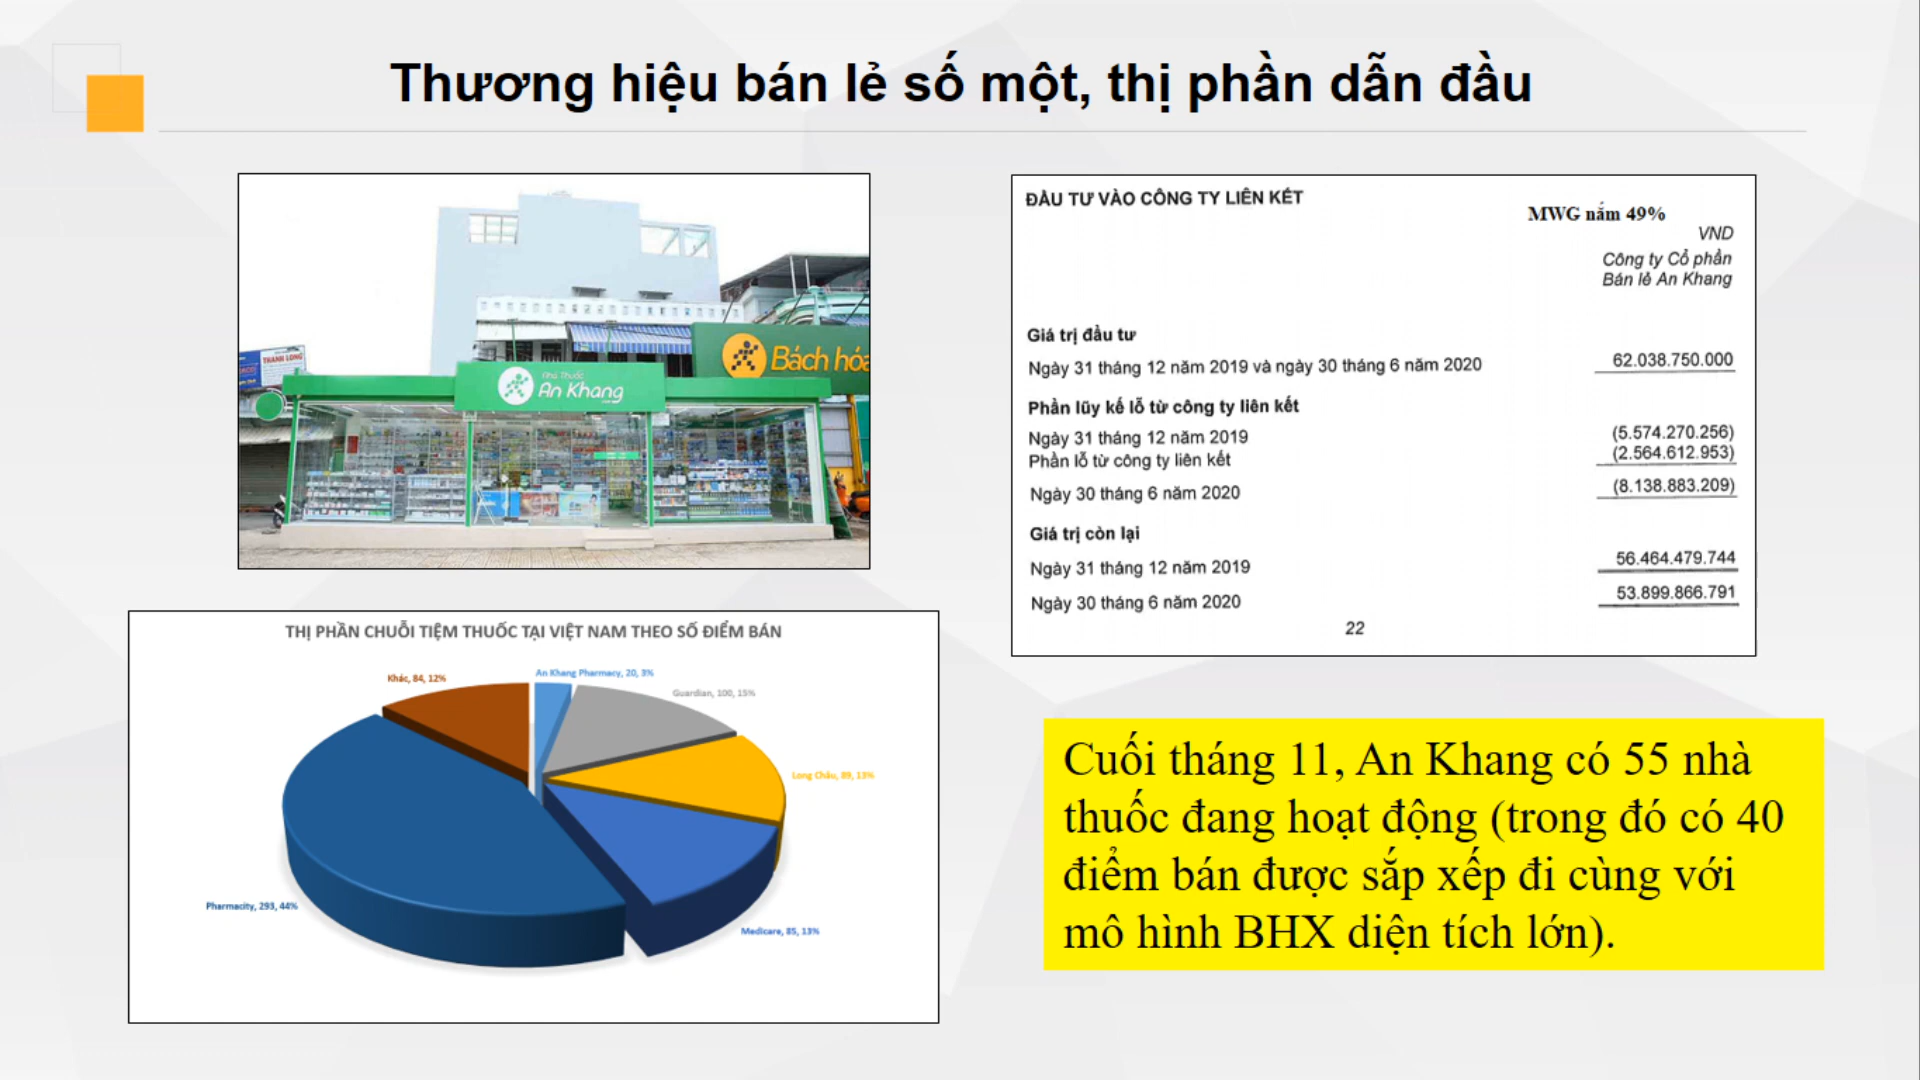 Thương hiệu bán lẻ số một, thị phần dẫn đầu
THANH LONG
Nhà Thuốc
An Khang
Bách hóa
ĐẦU TƯ VÀO CÔNG TY LIÊN KẾT
MWG nắm 49%
VND
Công ty Cổ phần
Bán lẻ An Khang
Giá trị đầu tư
Ngày 31 tháng 12 năm 2019 và ngày 30 tháng 6 năm 2020 62.038.750.000
Phần lũy kế lỗ từ công ty liên kết
Ngày 31 tháng 12 năm 2019 (5.574.270.256)
Phần lỗ từ công ty liên kết (2.564.612.953)
Ngày 30 tháng 6 năm 2020 (8.138.883.209)
Giá trị còn lại
Ngày 31 tháng 12 năm 2019 56.464.479.744
Ngày 30 tháng 6 năm 2020 53.899.866.791
22
THỊ PHẦN CHUỖI TIỆM THUỐC TẠI VIỆT NAM THEO SỐ ĐIỂM BÁN
Khác, 84, 12%
An Khang Pharmacy, 20, 3%
Guardian, 100, 15%
Long Châu, 89, 13%
Pharmacity, 293, 44%
Medicare, 85, 13%
Cuối tháng 11, An Khang có 55 nhà
thuốc đang hoạt động (trong đó có 40
điểm bán được sắp xếp đi cùng với
mô hình BHX diện tích lớn).